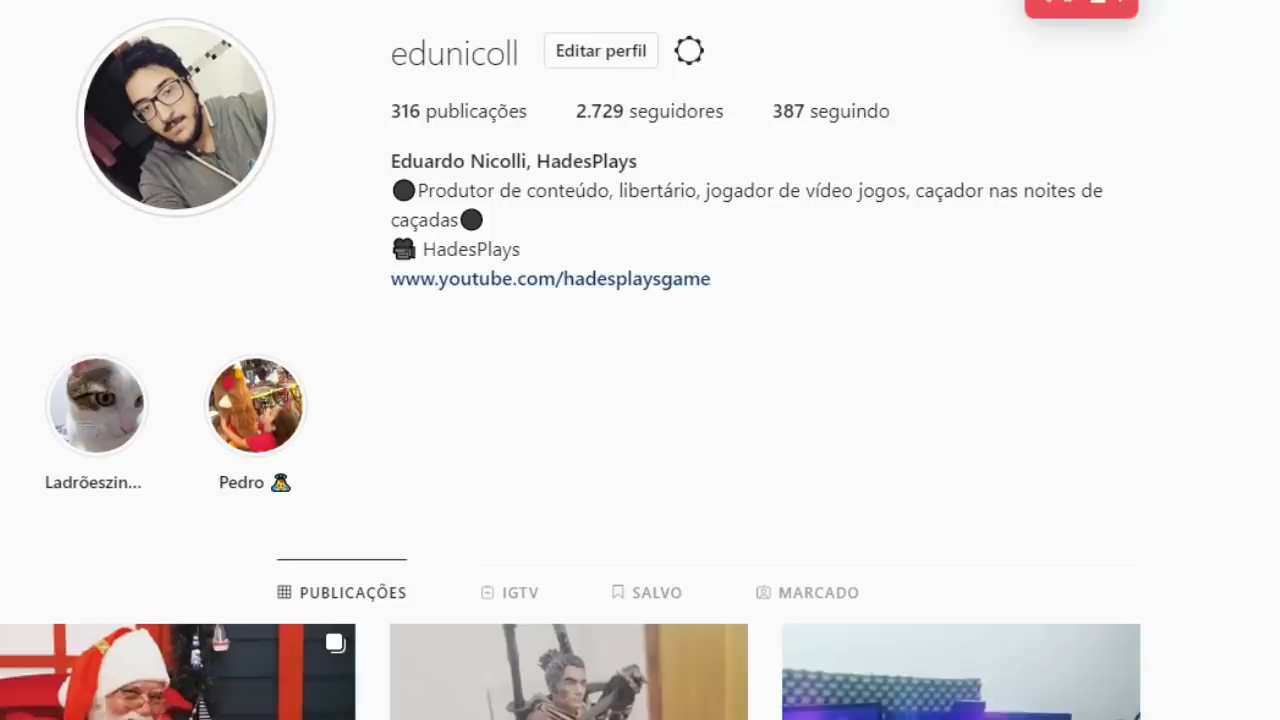 edunicoll
Editar perfil
316 publicações 2.729 seguidores 387 seguindo
Eduardo Nicolli, HadesPlays
Produtor de conteúdo, libertário, jogador de vídeo jogos, caçador nas noites de
caçadas
HadesPlays
www.youtube.com/hadesplaysgame
Ladrõeszin...
Pedro
PUBLICAÇÕES IGTV SALVO MARCADO